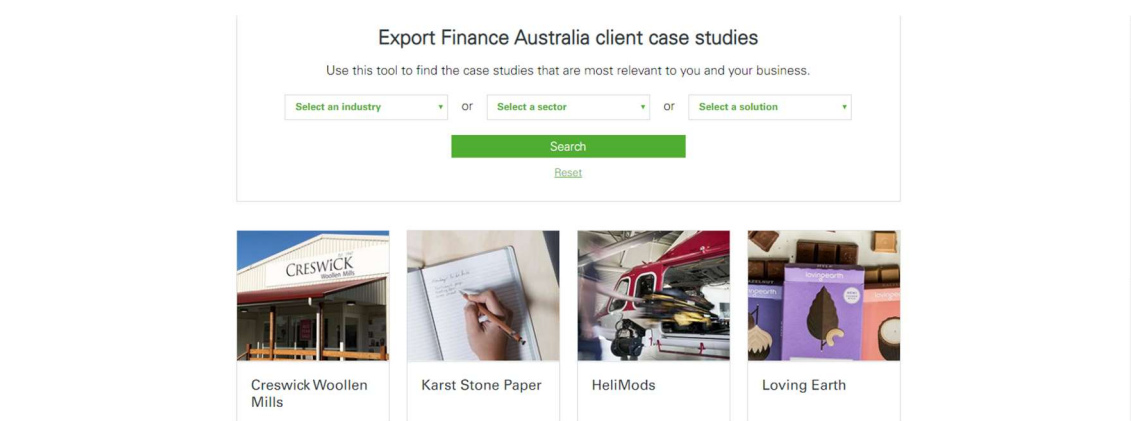 Export Finance Australia client case studies
Use this tool to find the case studies that are most relevant to you and your business.
Select an industry or Select a sector or Select a solution
Search
Reset
CRESWiCK
Woollen Mills
lovingearth
Creswick Woollen
Mills
Karst Stone Paper
HeliMods
Loving Earth